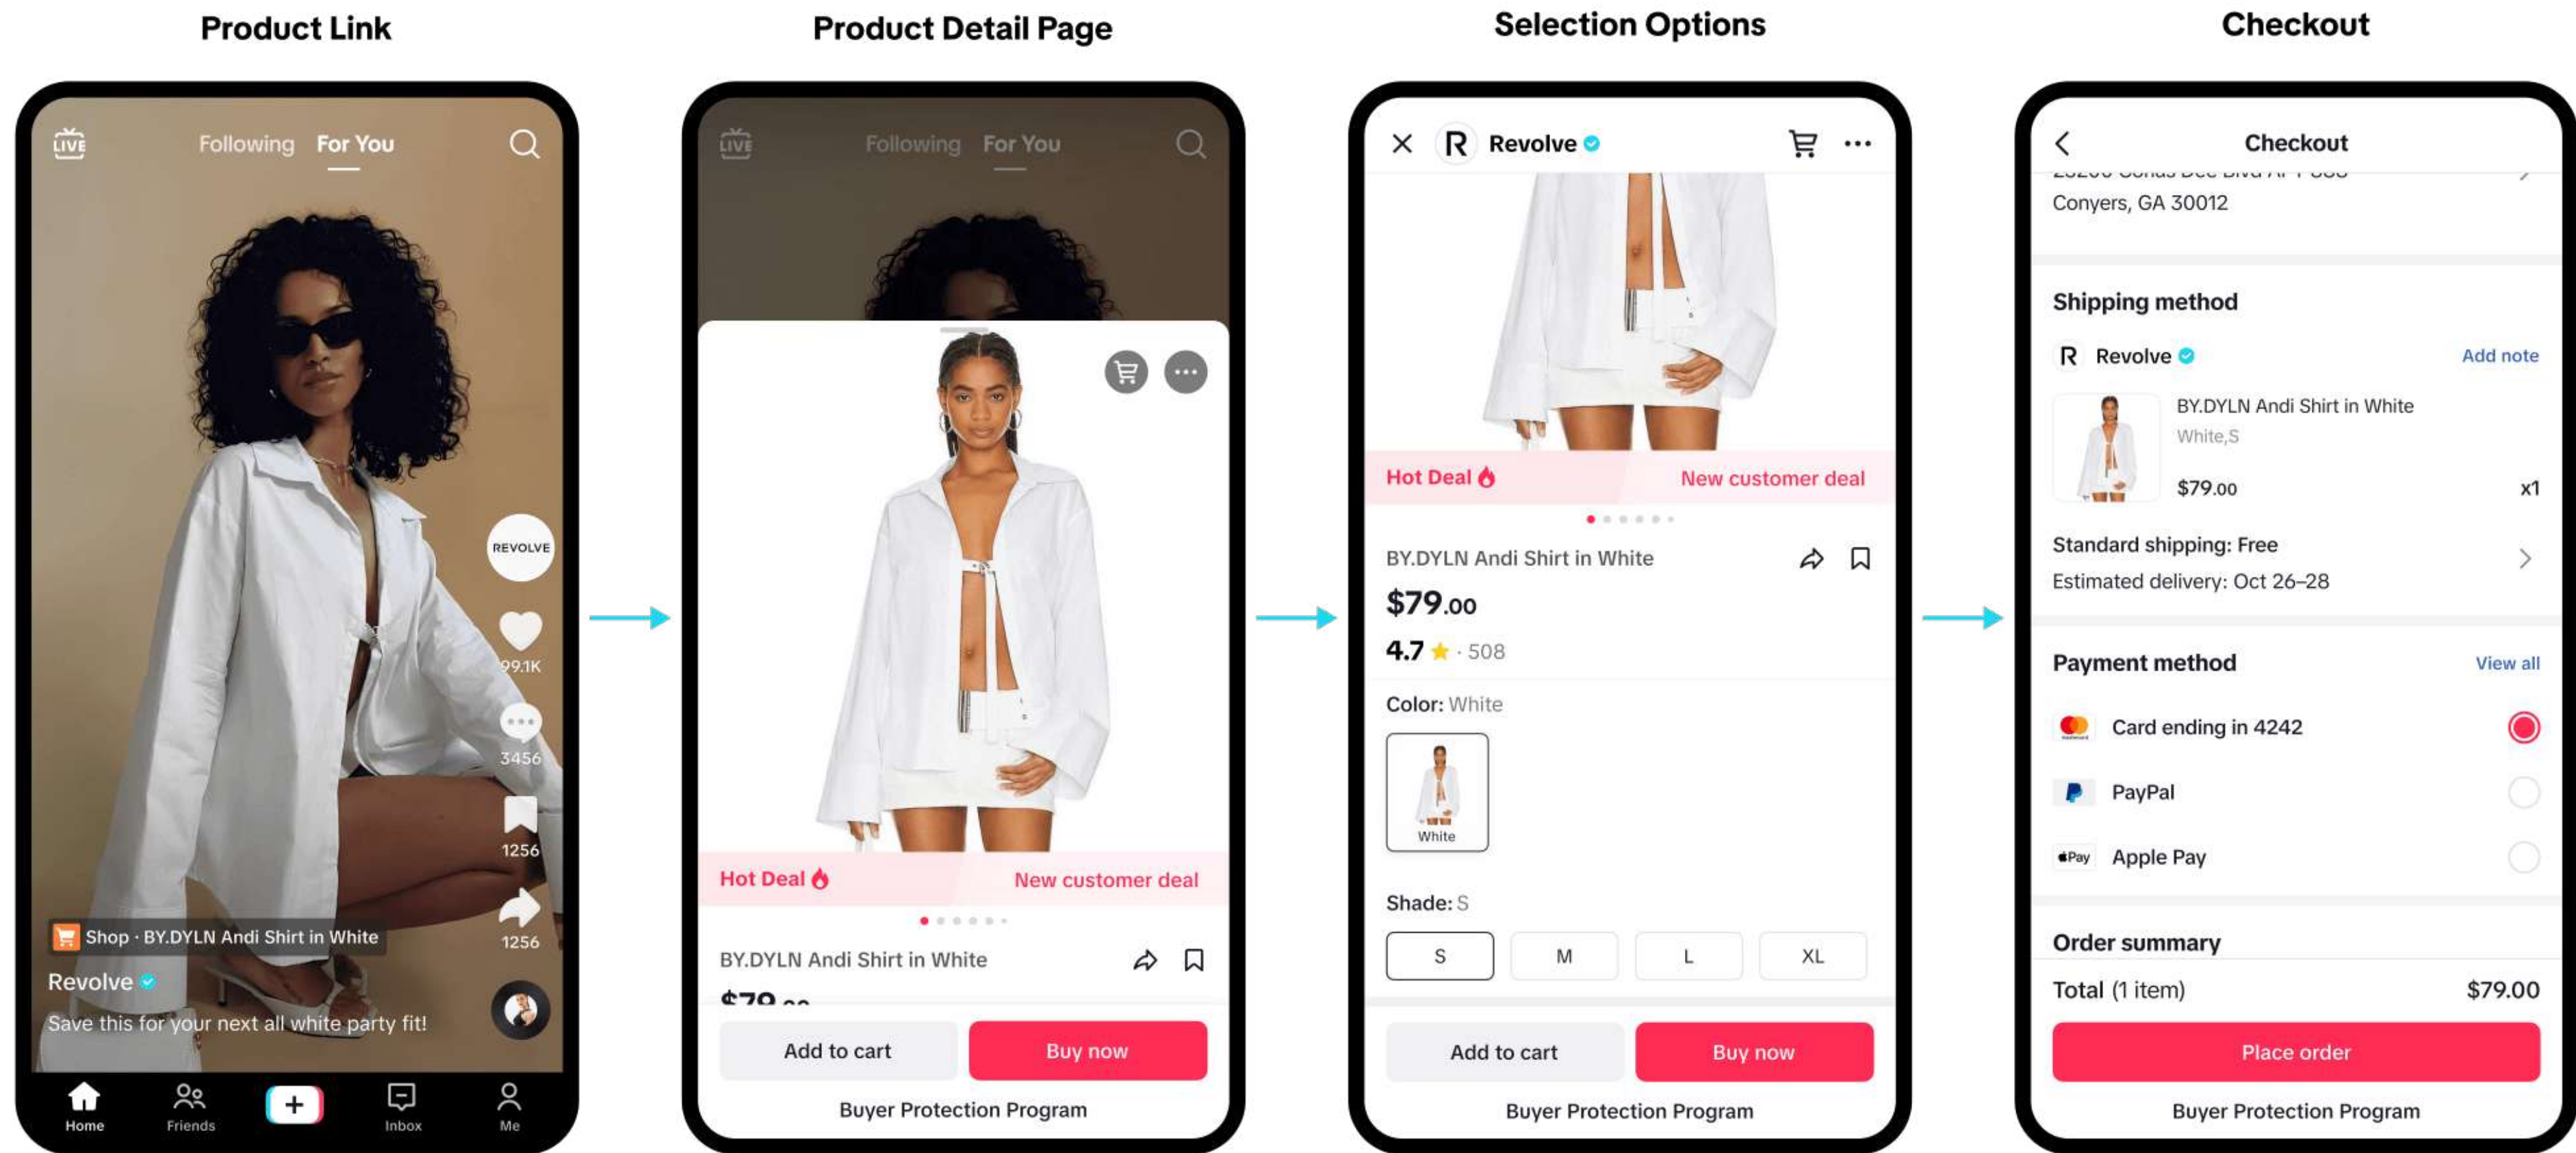 Product Link
LIVE
Following For You
REVOLVE
99.1K
3456
1256
1256
Shop · BY.DYLN Andi Shirt in White
Revolve
Save this for your next all white party fit!
Home Friends Inbox Me
Product Detail Page
LIVE
Following For You
Hot Deal New customer deal
BY.DYLN Andi Shirt in White
$79.00
Add to cart Buy now
Buyer Protection Program
Selection Options
R Revolve
Hot Deal New customer deal
BY.DYLN Andi Shirt in White
$79.00
4.7 · 508
Color: White
White
Shade: S
S M L XL
Add to cart Buy now
Buyer Protection Program
Checkout
Checkout
Conyers, GA 30012
Shipping method
R Revolve Add note
BY.DYLN Andi Shirt in White
White,S
$79.00 x1
Standard shipping: Free
Estimated delivery: Oct 26–28
Payment method View all
Card ending in 4242
PayPal
Pay Apple Pay
Order summary
Total (1 item) $79.00
Place order
Buyer Protection Program